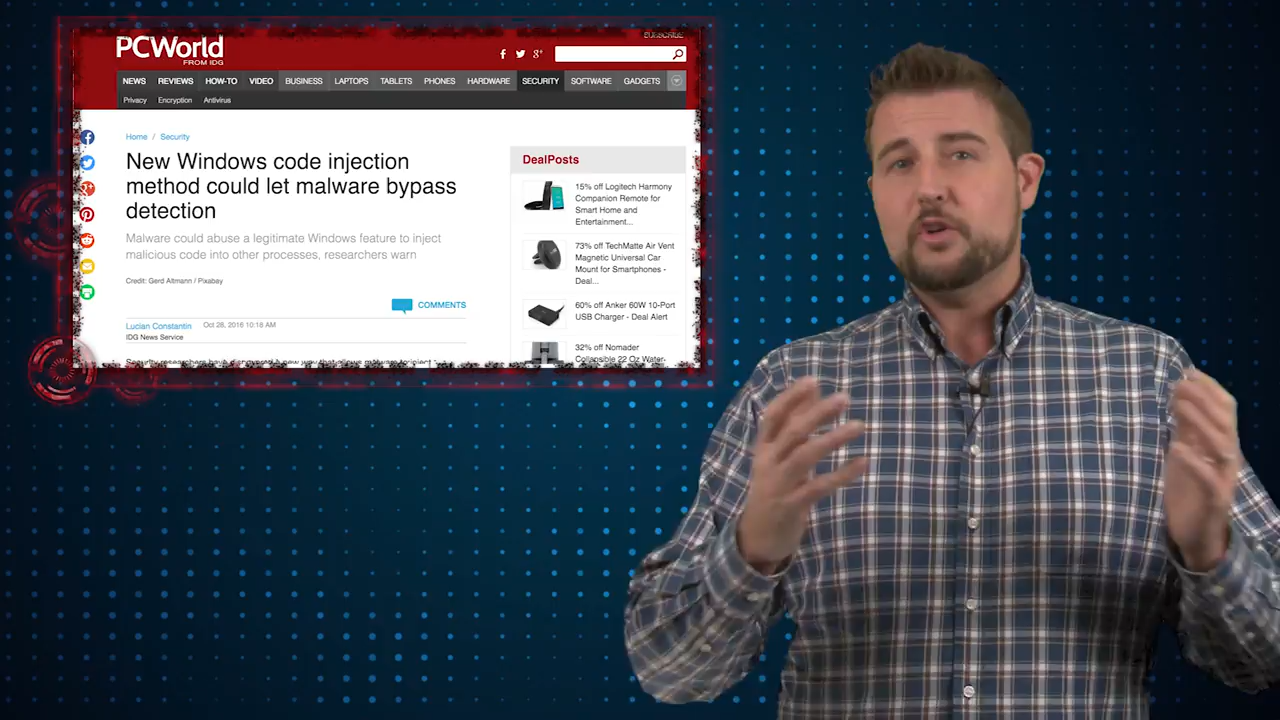 SUBSCRIBE
PCWorld
FROM IDG
NEWS REVIEWS HOW-TO VIDEO BUSINESS LAPTOPS TABLETS PHONES HARDWARE SECURITY SOFTWARE GADGETS
Privacy Encryption Antivirus
Home / Security
New Windows code injection
method could let malware bypass
detection
Malware could abuse a legitimate Windows feature to inject
malicious code into other processes, researchers warn
Credit: Gerd Altmann / Pixabay
COMMENTS
Lucian Constantin Oct 28, 2016 10:18 AM
IDG News Service
DealPosts
15% off Logitech Harmony
Companion Remote for
Smart Home and
Entertainment...
73% off TechMatte Air Vent
Magnetic Universal Car
Mount for Smartphones -
Deal...
60% off Anker 60W 10-Port
USB Charger - Deal Alert
32% off Nomader
Collapsible 22 Oz Water-